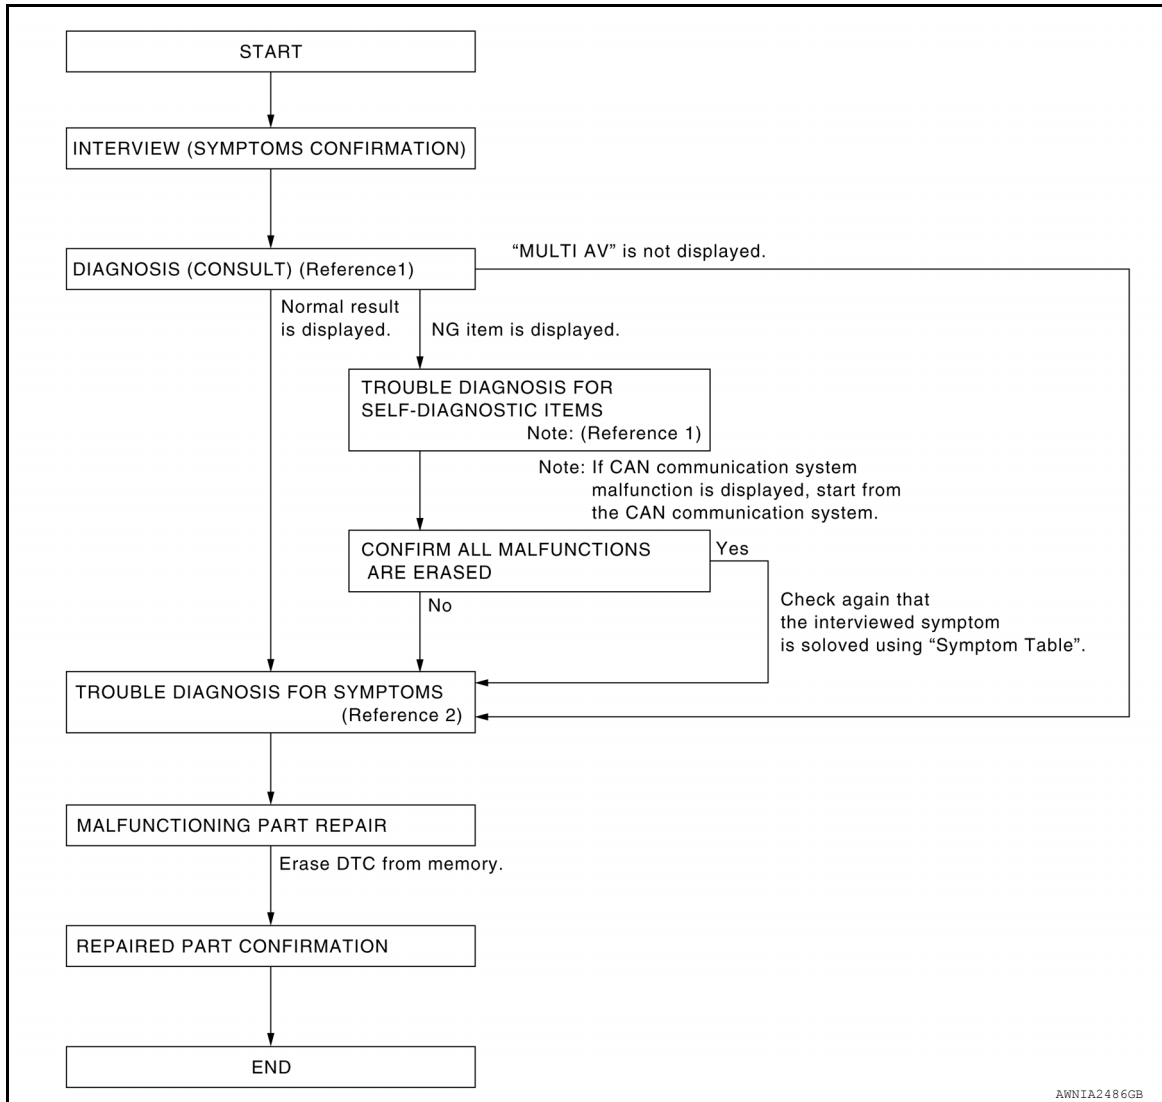 START
INTERVIEW (SYMPTOMS CONFIRMATION)
DIAGNOSIS (CONSULT) (Reference1)
“MULTI AV” is not displayed.
Normal result
is displayed.
NG item is displayed.
TROUBLE DIAGNOSIS FOR
SELF-DIAGNOSTIC ITEMS
Note: (Reference 1)
Note: If CAN communication system
malfunction is displayed, start from
the CAN communication system.
CONFIRM ALL MALFUNCTIONS
ARE ERASED
Yes
No
Check again that
the interviewed symptom
is soloved using “Symptom Table”.
TROUBLE DIAGNOSIS FOR SYMPTOMS
(Reference 2)
MALFUNCTIONING PART REPAIR
Erase DTC from memory.
REPAIRED PART CONFIRMATION
END
AWNIA2486GB